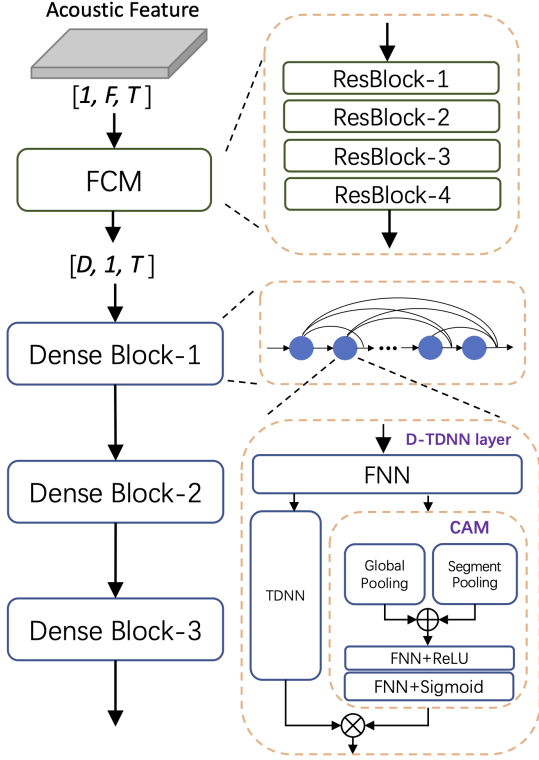 Acoustic Feature
[1, F, T]
FCM
[D, 1, T]
Dense Block-1
Dense Block-2
Dense Block-3
ResBlock-1
ResBlock-2
ResBlock-3
ResBlock-4
D-TDNN layer
FNN
TDNN
CAM
Global
Pooling
Segment
Pooling
FNN+ReLU
FNN+Sigmoid